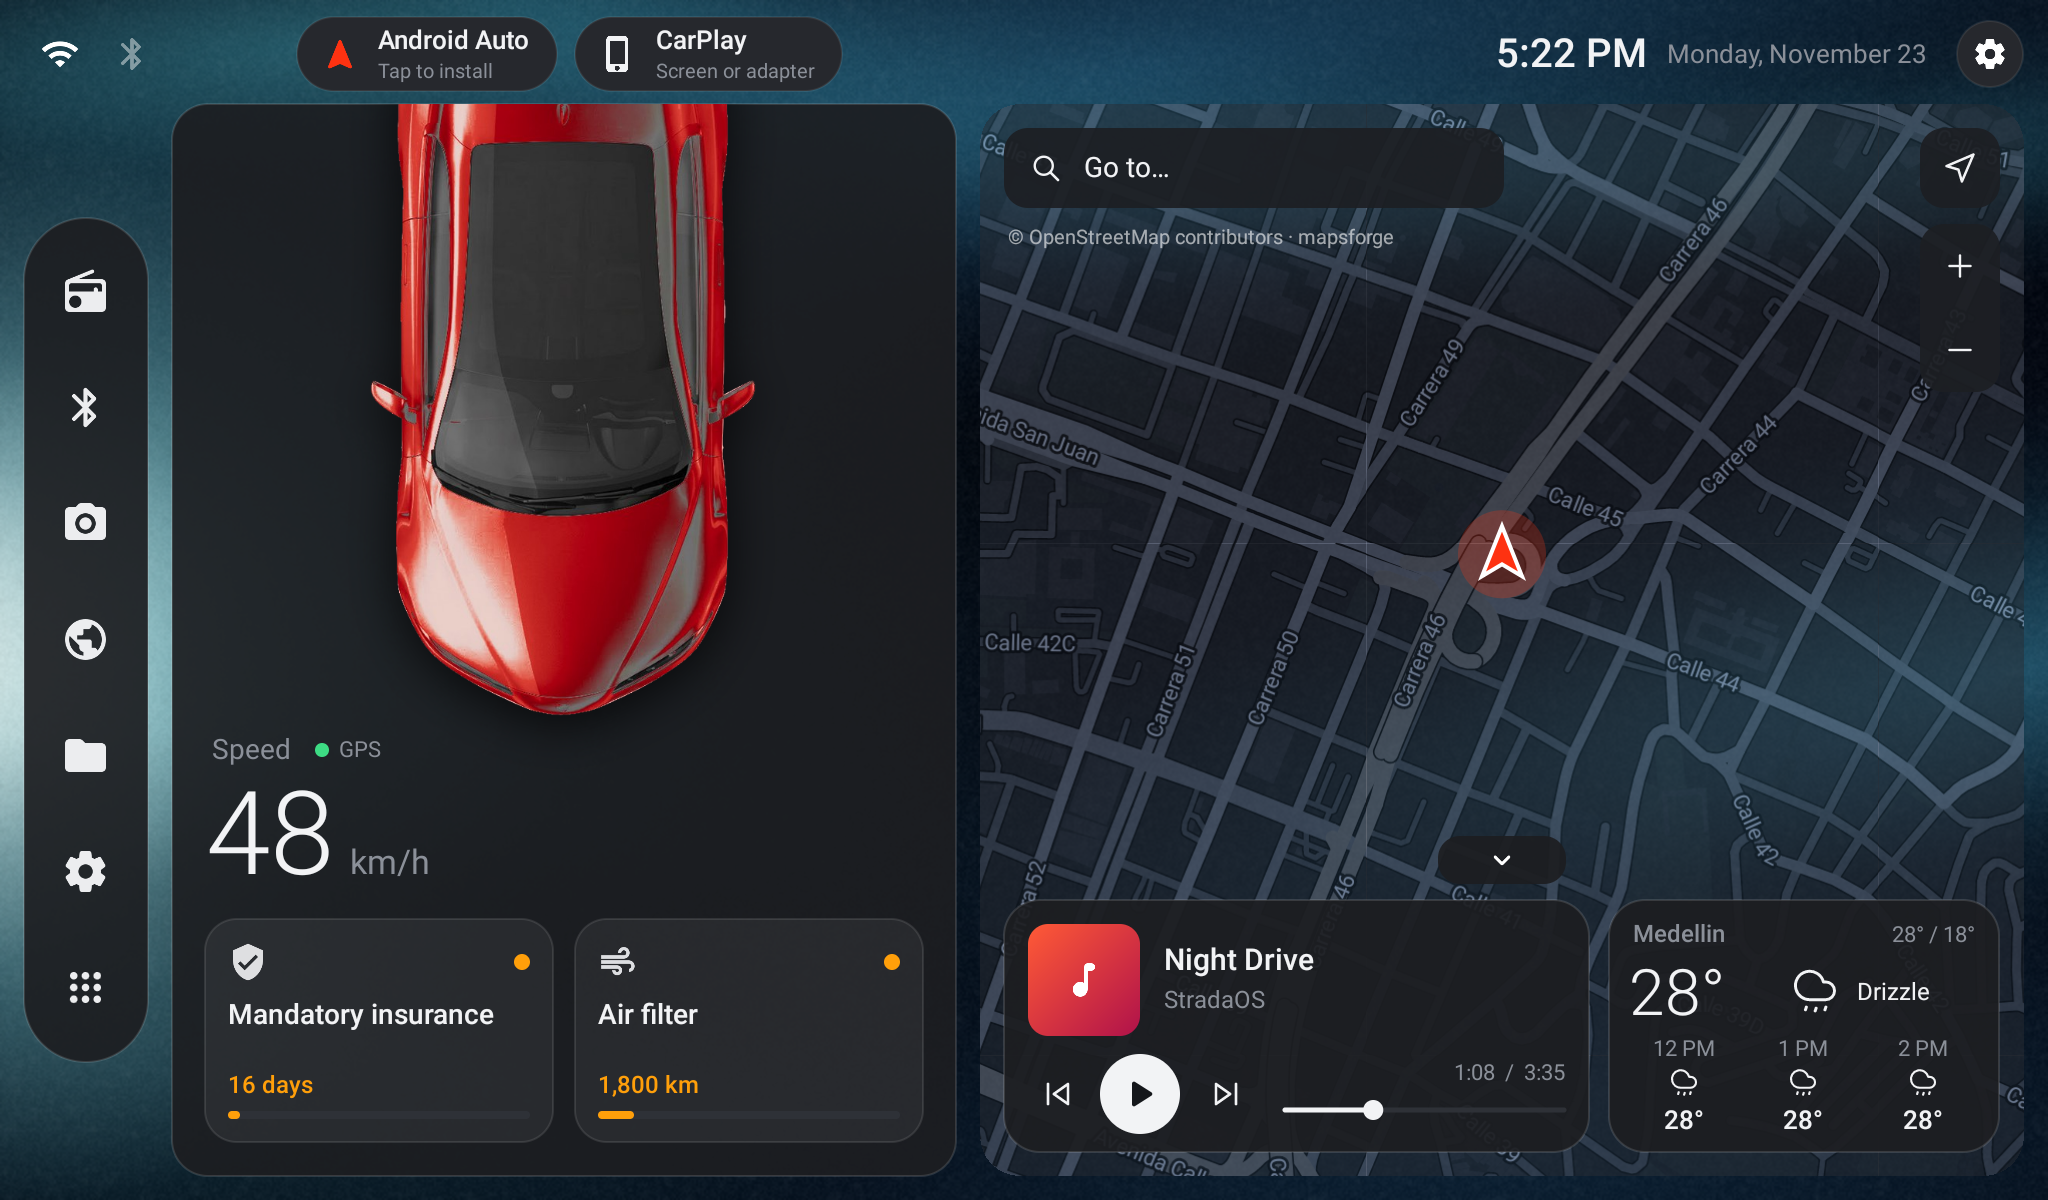 Android Auto
Tap to install
CarPlay
Screen or adapter
5:22 PM
Monday, November 23
Go to...
© OpenStreetMap contributors · mapsforge
Carrera 46
Carrera 49
Carrera 44
Calle 45
ida San Juan
Calle 42C
Carrera 51
Carrera 50
Carrera 46
Calle 44
Calle 42
Calle 41
Speed
GPS
48 km/h
Mandatory insurance
16 days
Air filter
1,800 km
Night Drive
StradaOS
1:08 / 3:35
Medellin
28° / 18°
28°
Drizzle
12 PM
1 PM
2 PM
28°
28°
28°
Calle 39